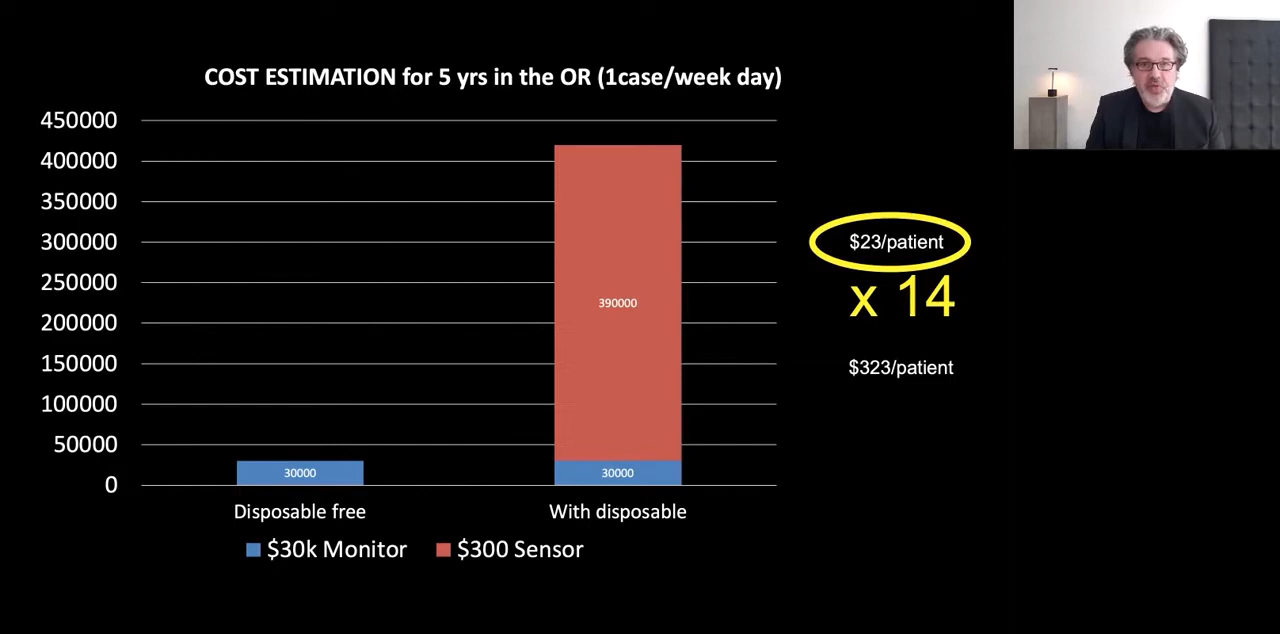 COST ESTIMATION for 5 yrs in the OR (1case/week day)
450000
400000
350000
300000
250000
200000
150000
100000
50000
0
390000
30000
30000
Disposable free
With disposable
$30k Monitor
$300 Sensor
$23/patient
x 14
$323/patient